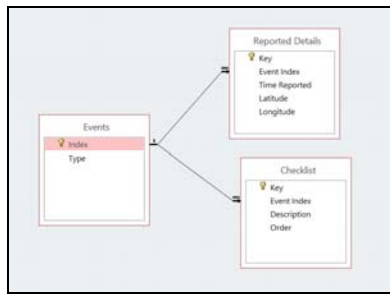 Reported Details
Key
Event Index
Time Reported
Latitude
Longitude
Events
Index
Type
Checklist
Key
Event Index
Description
Order